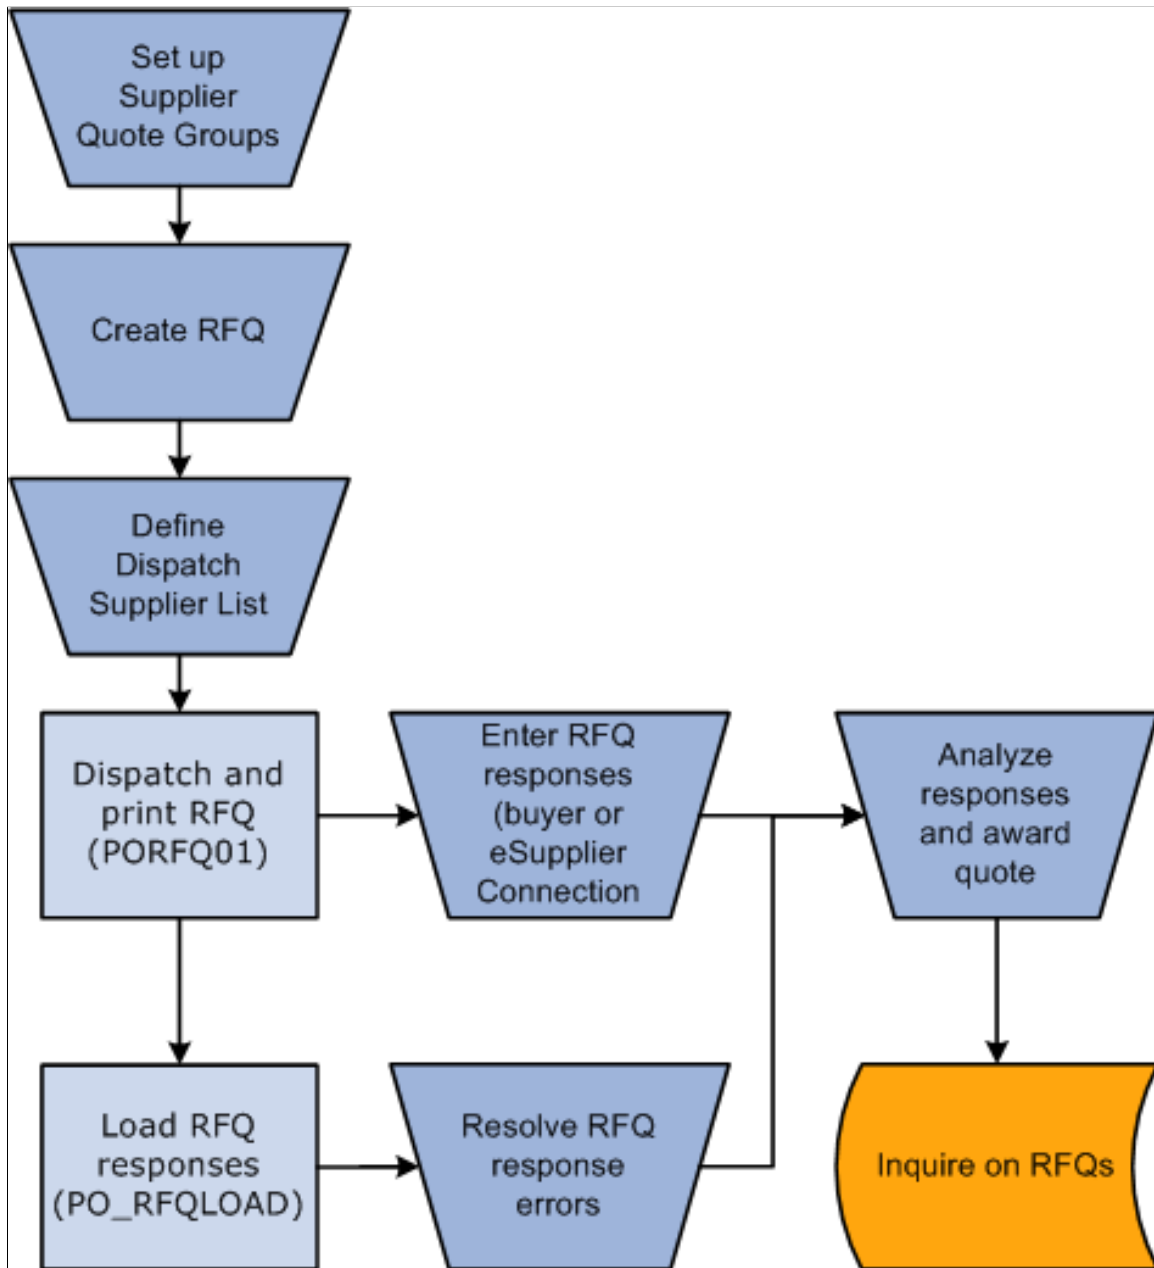 Set up
Supplier
Quote Groups
Create RFQ
Define
Dispatch
Supplier List
Dispatch and
print RFQ
(PORFQ01)
Enter RFQ
responses
(buyer or
eSupplier
Connection
Analyze
responses
and award
quote
Load RFQ
responses
(PO_RFQLOAD)
Resolve RFQ
response
errors
Inquire on RFQs